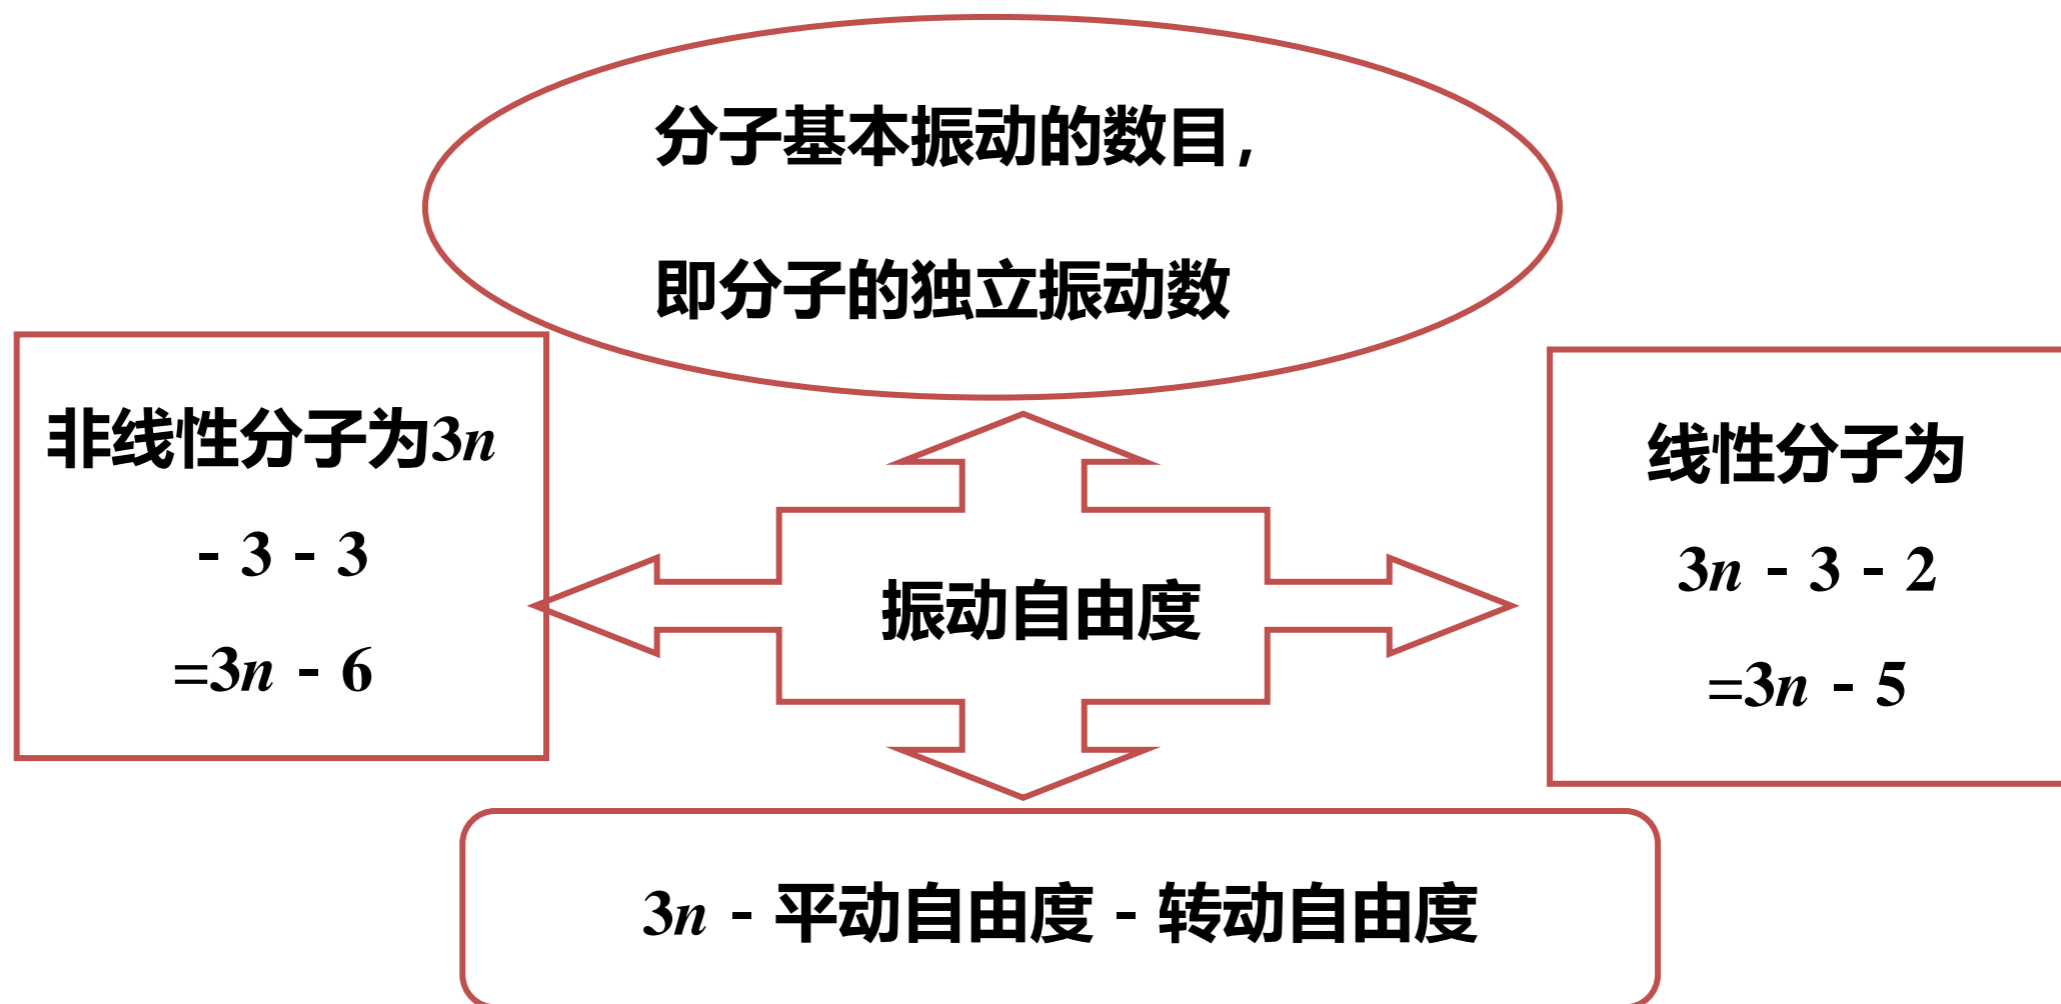 分子基本振动的数目，
即分子的独立振动数
非线性分子为3n
- 3 - 3
=3n - 6
振动自由度
线性分子为
3n - 3 - 2
=3n - 5
3n - 平动自由度 - 转动自由度